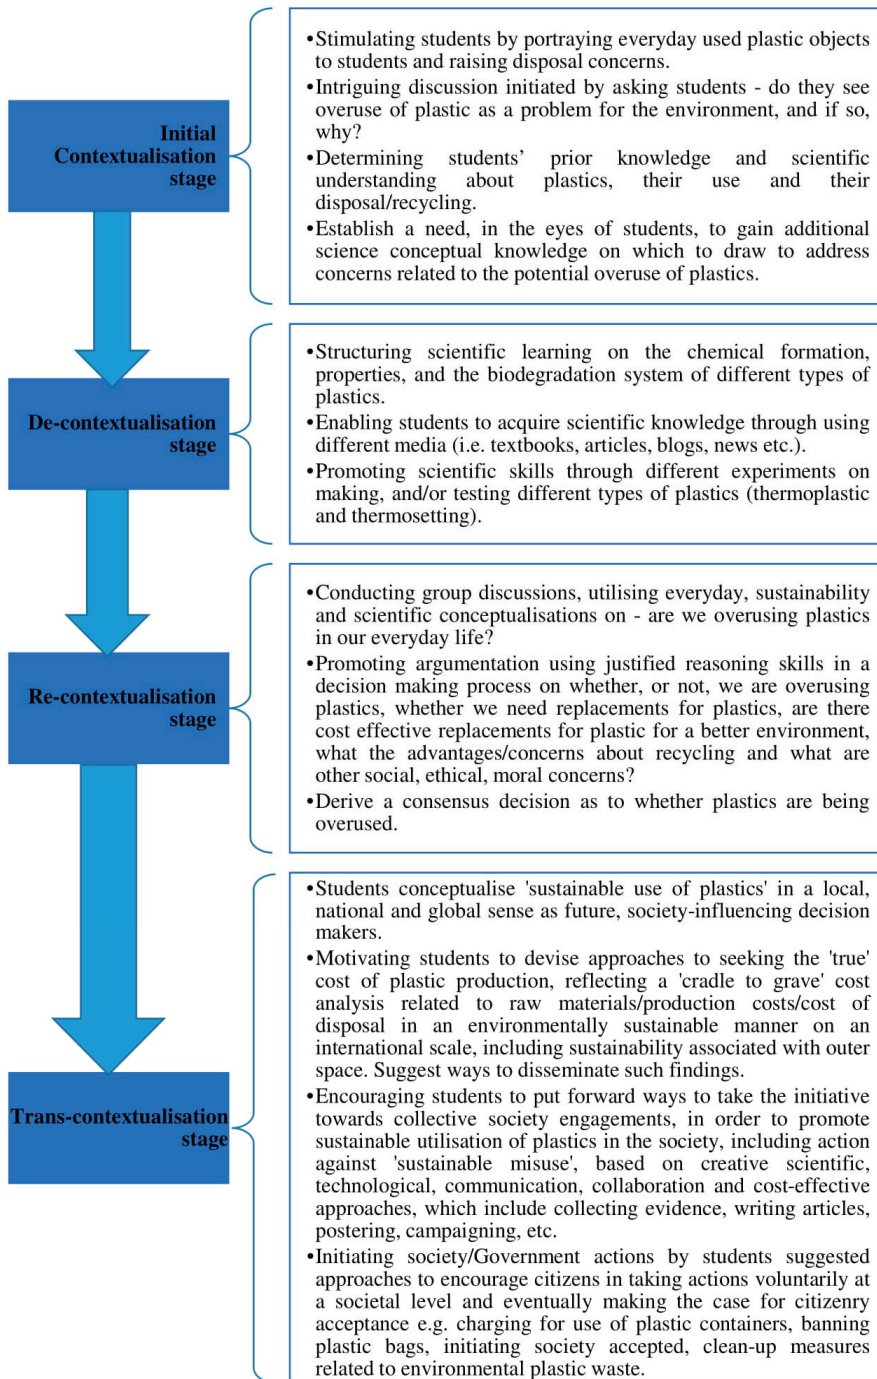 Initial
Contextualisation
stage
•Stimulating students by portraying everyday used plastic objects
to students and raising disposal concerns.
•Intriguing discussion initiated by asking students - do they see
overuse of plastic as a problem for the environment, and if so,
why?
•Determining students' prior knowledge and scientific
understanding about plastics, their use and their
disposal/recycling.
•Establish a need, in the eyes of students, to gain additional
science conceptual knowledge on which to draw to address
concerns related to the potential overuse of plastics.
De-contextualisation
stage
•Structuring scientific learning on the chemical formation,
properties, and the biodegradation system of different types of
plastics.
•Enabling students to acquire scientific knowledge through using
different media (i.e. textbooks, articles, blogs, news etc.).
•Promoting scientific skills through different experiments on
making, and/or testing different types of plastics (thermoplastic
and thermosetting).
Re-contextualisation
stage
•Conducting group discussions, utilising everyday, sustainability
and scientific conceptualisations on - are we overusing plastics
in our everyday life?
•Promoting argumentation using justified reasoning skills in a
decision making process on whether, or not, we are overusing
plastics, whether we need replacements for plastics, are there
cost effective replacements for plastic for a better environment,
what the advantages/concerns about recycling and what are
other social, ethical, moral concerns?
•Derive a consensus decision as to whether plastics are being
overused.
Trans-contextualisation
stage
•Students conceptualise 'sustainable use of plastics' in a local,
national and global sense as future, society-influencing decision
makers.
•Motivating students to devise approaches to seeking the 'true'
cost of plastic production, reflecting a 'cradle to grave' cost
analysis related to raw materials/production costs/cost of
disposal in an environmentally sustainable manner on an
international scale, including sustainability associated with outer
space. Suggest ways to disseminate such findings.
•Encouraging students to put forward ways to take the initiative
towards collective society engagements, in order to promote
sustainable utilisation of plastics in the society, including action
against 'sustainable misuse', based on creative scientific,
technological, communication, collaboration and cost-effective
approaches, which include collecting evidence, writing articles,
postering, campaigning, etc.
•Initiating society/Government actions by students suggested
approaches to encourage citizens in taking actions voluntarily at
a societal level and eventually making the case for citizenry
acceptance e.g. charging for use of plastic containers, banning
plastic bags, initiating society accepted, clean-up measures
related to environmental plastic waste.